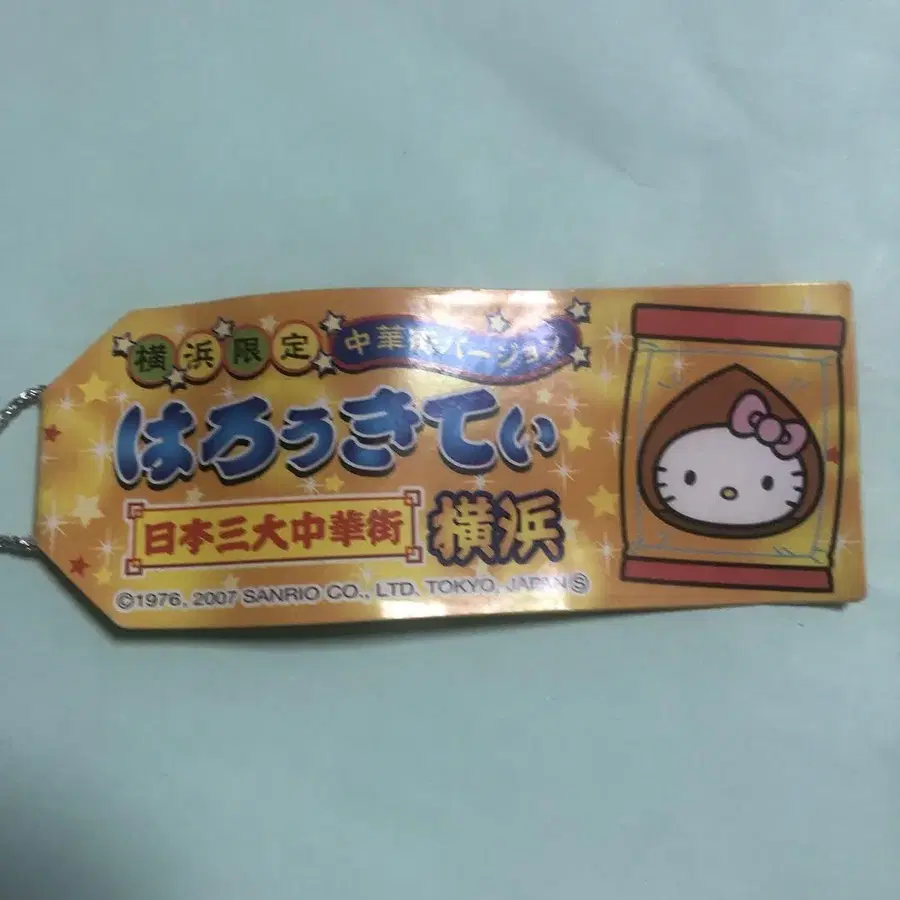 横浜限定 中華街バージョン
はろうきてぃ
日本三大中華街 横浜
©1976, 2007 SANRIO CO., LTD. TOKYO, JAPAN Ⓢ